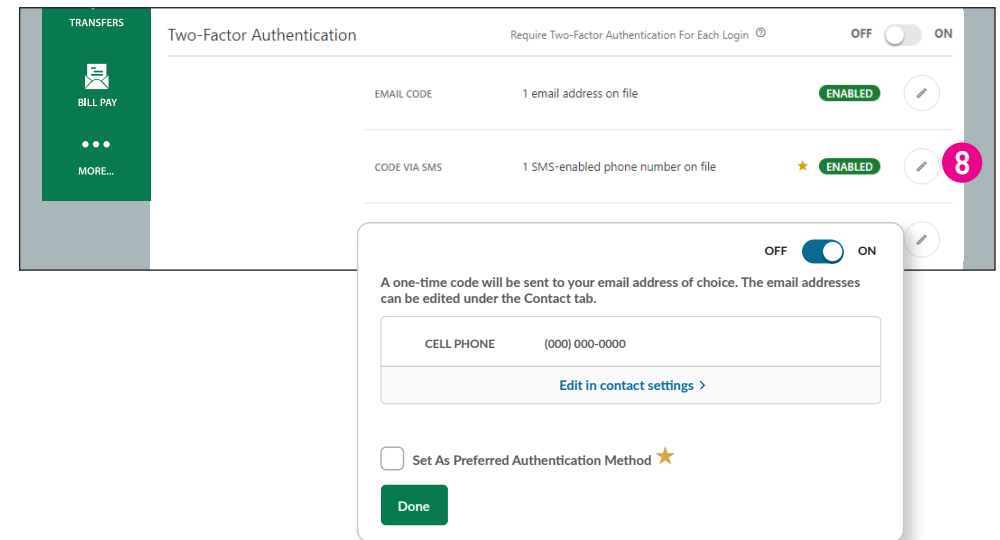 TRANSFERS
BILL PAY
MORE...
Two-Factor Authentication
Require Two-Factor Authentication For Each Login ?
OFF ON
EMAIL CODE 1 email address on file ENABLED
CODE VIA SMS 1 SMS-enabled phone number on file ENABLED
8
OFF ON
A one-time code will be sent to your email address of choice. The email addresses
can be edited under the Contact tab.
CELL PHONE (000) 000-0000
Edit in contact settings >
Set As Preferred Authentication Method
Done